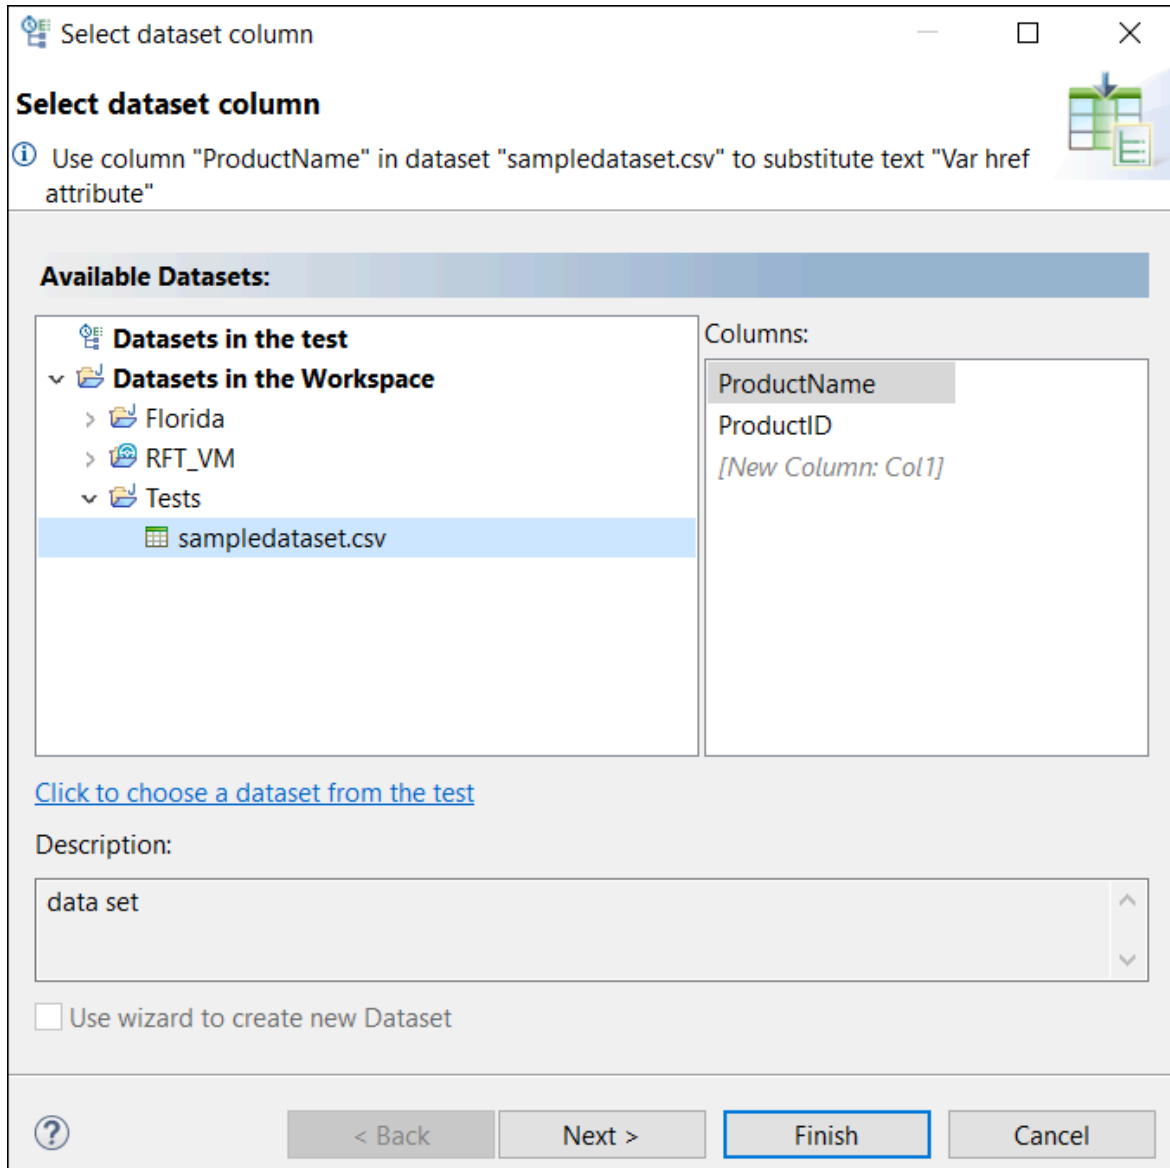 Select dataset column
Select dataset column
Use column "ProductName" in dataset "sampledataset.csv" to substitute text "Var href
attribute"
Available Datasets:
Datasets in the test
Datasets in the Workspace
Florida
RFT_VM
Tests
sampledataset.csv
Columns:
ProductName
ProductID
[New Column: Col1]
Click to choose a dataset from the test
Description:
data set
Use wizard to create new Dataset
< Back
Next >
Finish
Cancel